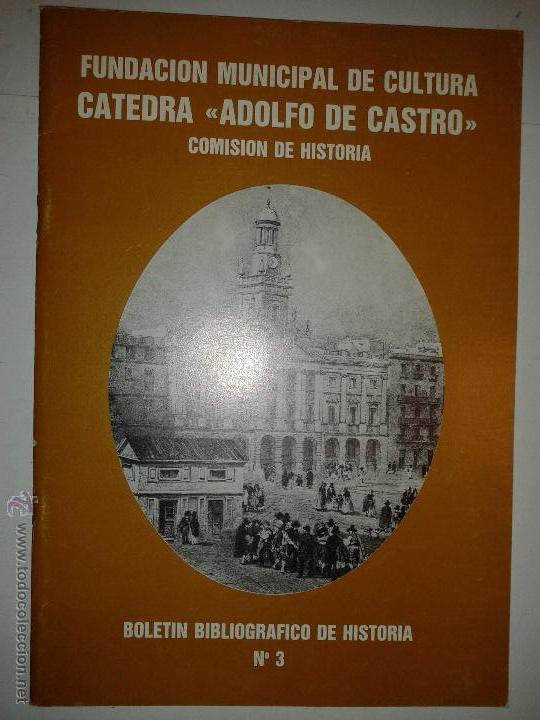 FUNDACION MUNICIPAL DE CULTURA
CATEDRA «ADOLFO DE CASTRO»
COMISION DE HISTORIA
BOLETIN BIBLIOGRAFICO DE HISTORIA
Nº 3
www.todocoleccion.net